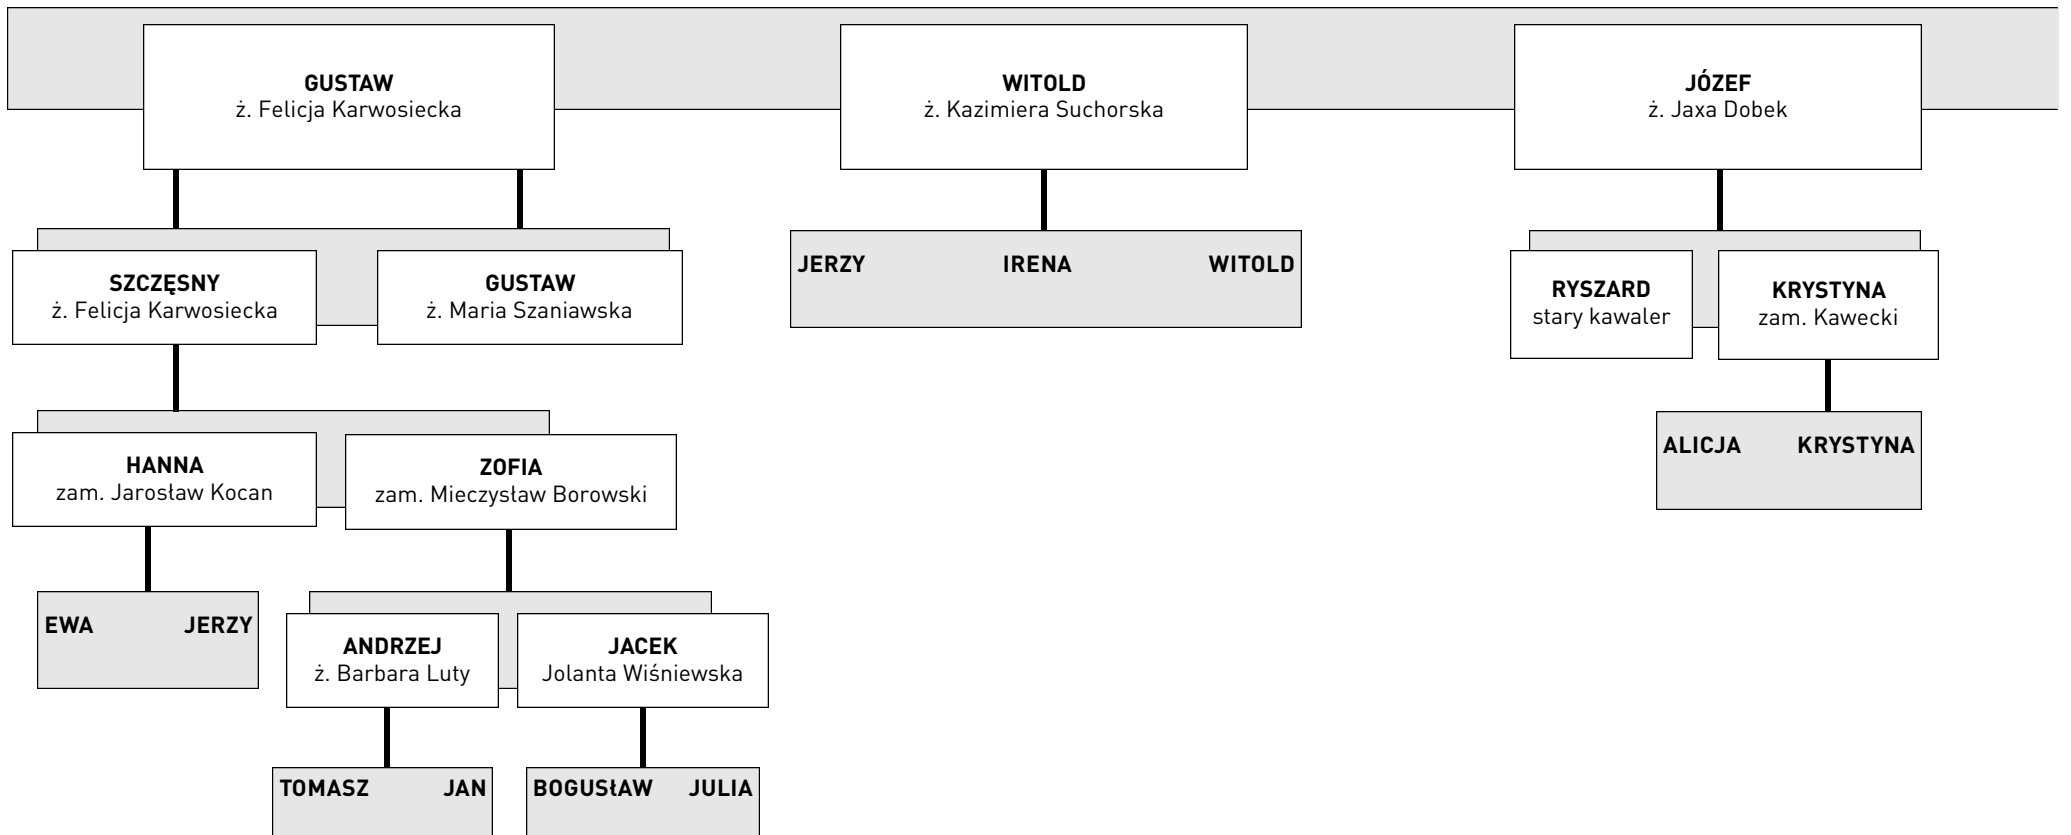 GUSTAW
ż. Felicja Karwosiecka
WITOLD
ż. Kazimiera Suchorska
JÓZEF
ż. Jaxa Dobek
SZCZĘSNY
ż. Felicja Karwosiecka
GUSTAW
ż. Maria Szaniawska
JERZY IRENA WITOLD
RYSZARD
stary kawaler
KRYSTYNA
zam. Kawecki
HANNA
zam. Jarosław Kocan
ZOFIA
zam. Mieczysław Borowski
ALICJA KRYSTYNA
EWA JERZY
ANDRZEJ
ż. Barbara Luty
JACEK
Jolanta Wiśniewska
TOMASZ JAN
BOGUSłAW JULIA